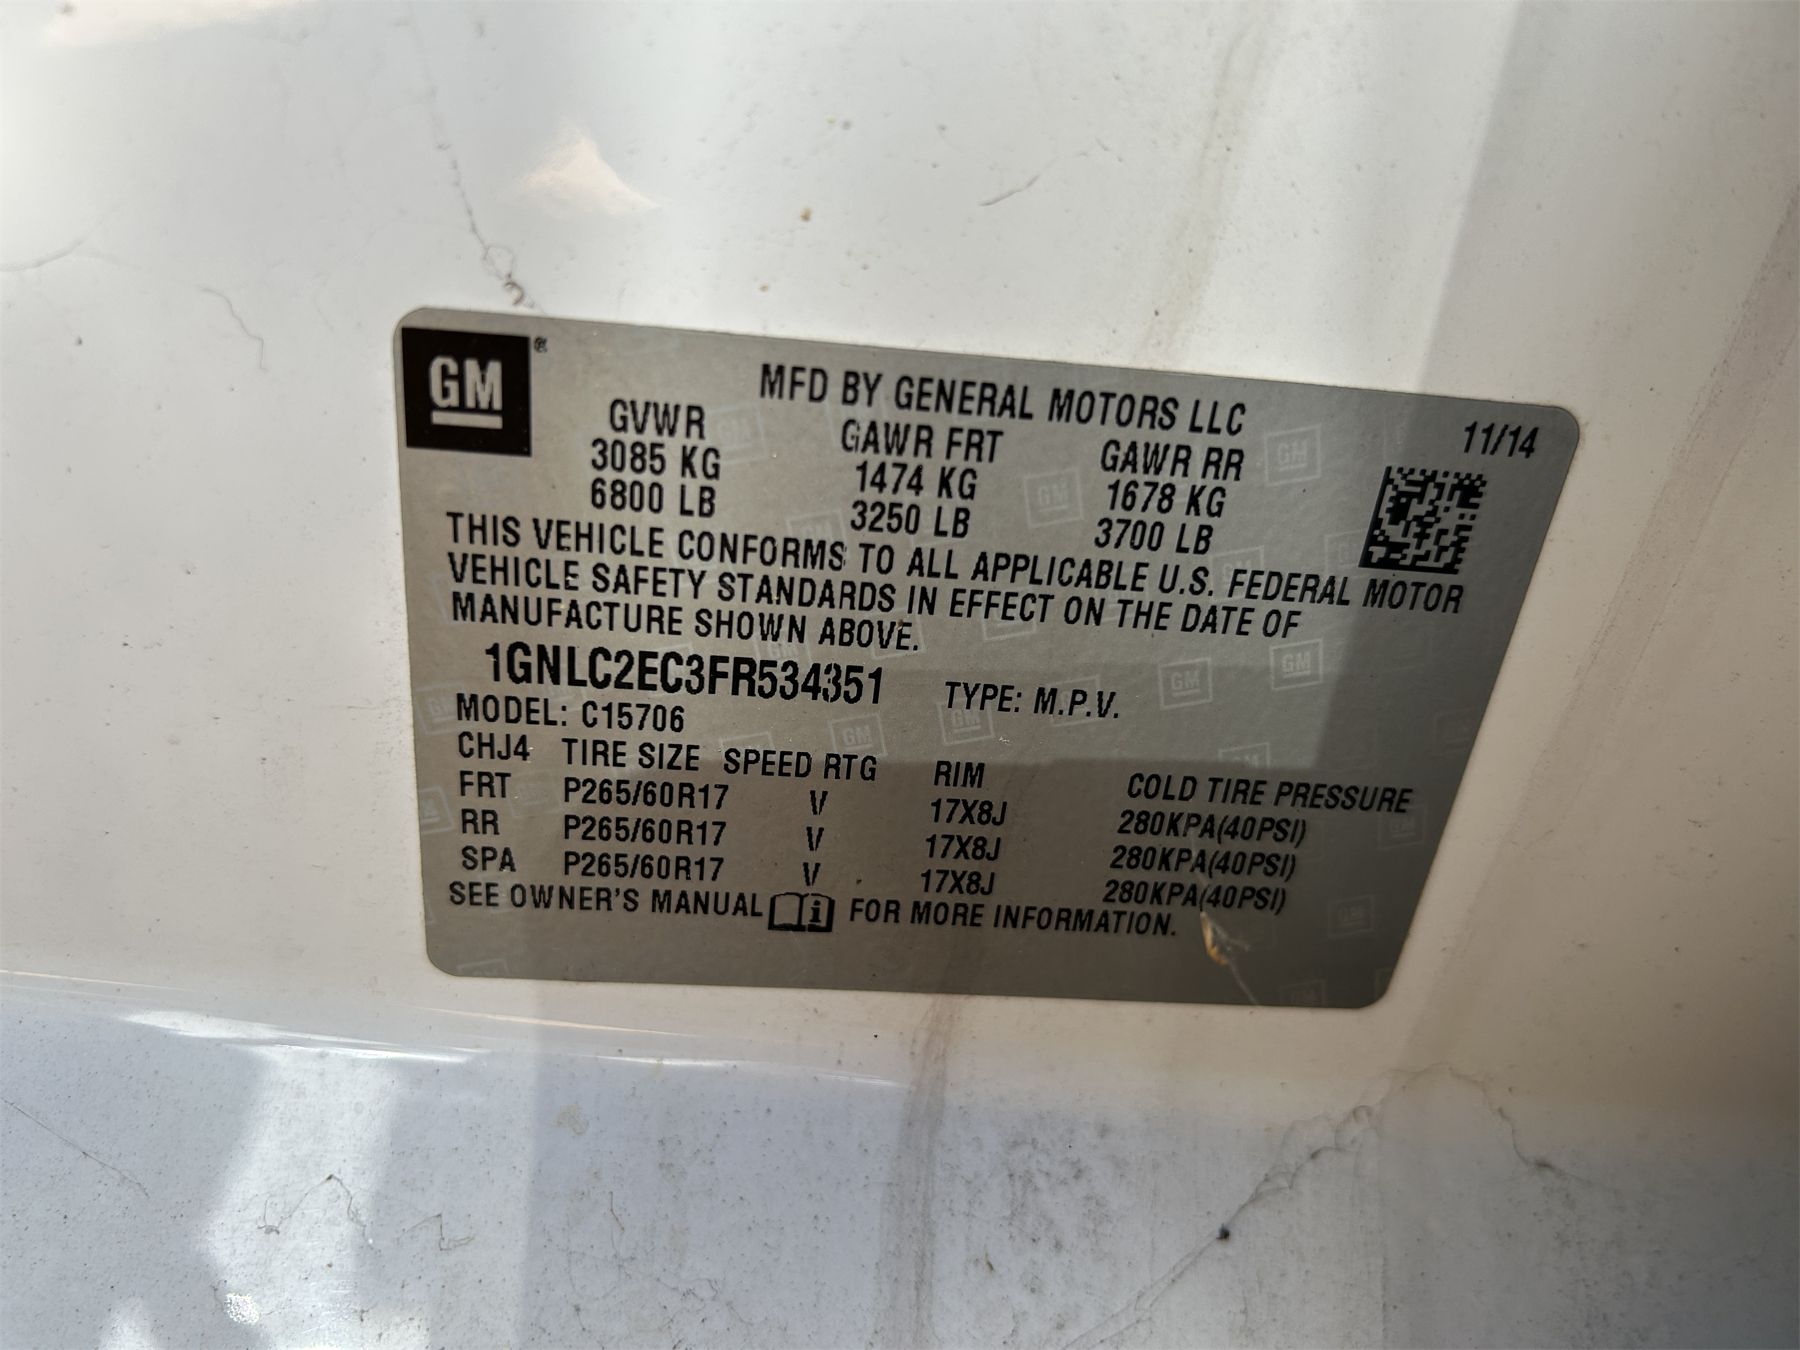 GM®
MFD BY GENERAL MOTORS LLC
11/14
GVWR GAWR FRT GAWR RR
3085 KG 1474 KG 1678 KG
6800 LB 3250 LB 3700 LB
THIS VEHICLE CONFORMS TO ALL APPLICABLE U.S. FEDERAL MOTOR
VEHICLE SAFETY STANDARDS IN EFFECT ON THE DATE OF
MANUFACTURE SHOWN ABOVE.
1GNLC2EC3FR534351 TYPE: M.P.V.
MODEL: C15706
CHJ4 TIRE SIZE SPEED RTG RIM COLD TIRE PRESSURE
FRT P265/60R17 V 17X8J 280KPA(40PSI)
RR P265/60R17 V 17X8J 280KPA(40PSI)
SPA P265/60R17 V 17X8J 280KPA(40PSI)
SEE OWNER'S MANUAL i FOR MORE INFORMATION.